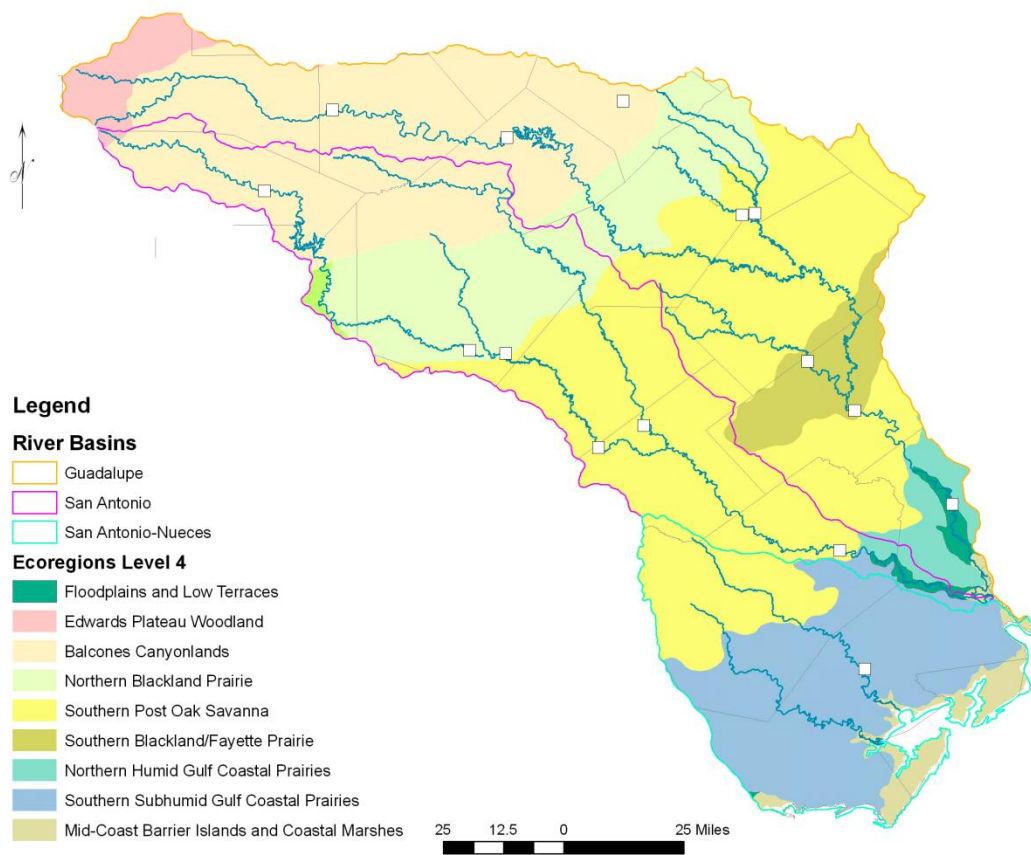 N
Legend
River Basins
Guadalupe
San Antonio
San Antonio-Nueces
Ecoregions Level 4
Floodplains and Low Terraces
Edwards Plateau Woodland
Balcones Canyonlands
Northern Blackland Prairie
Southern Post Oak Savanna
Southern Blackland/Fayette Prairie
Northern Humid Gulf Coastal Prairies
Southern Subhumid Gulf Coastal Prairies
Mid-Coast Barrier Islands and Coastal Marshes
25 12.5 0 25 Miles